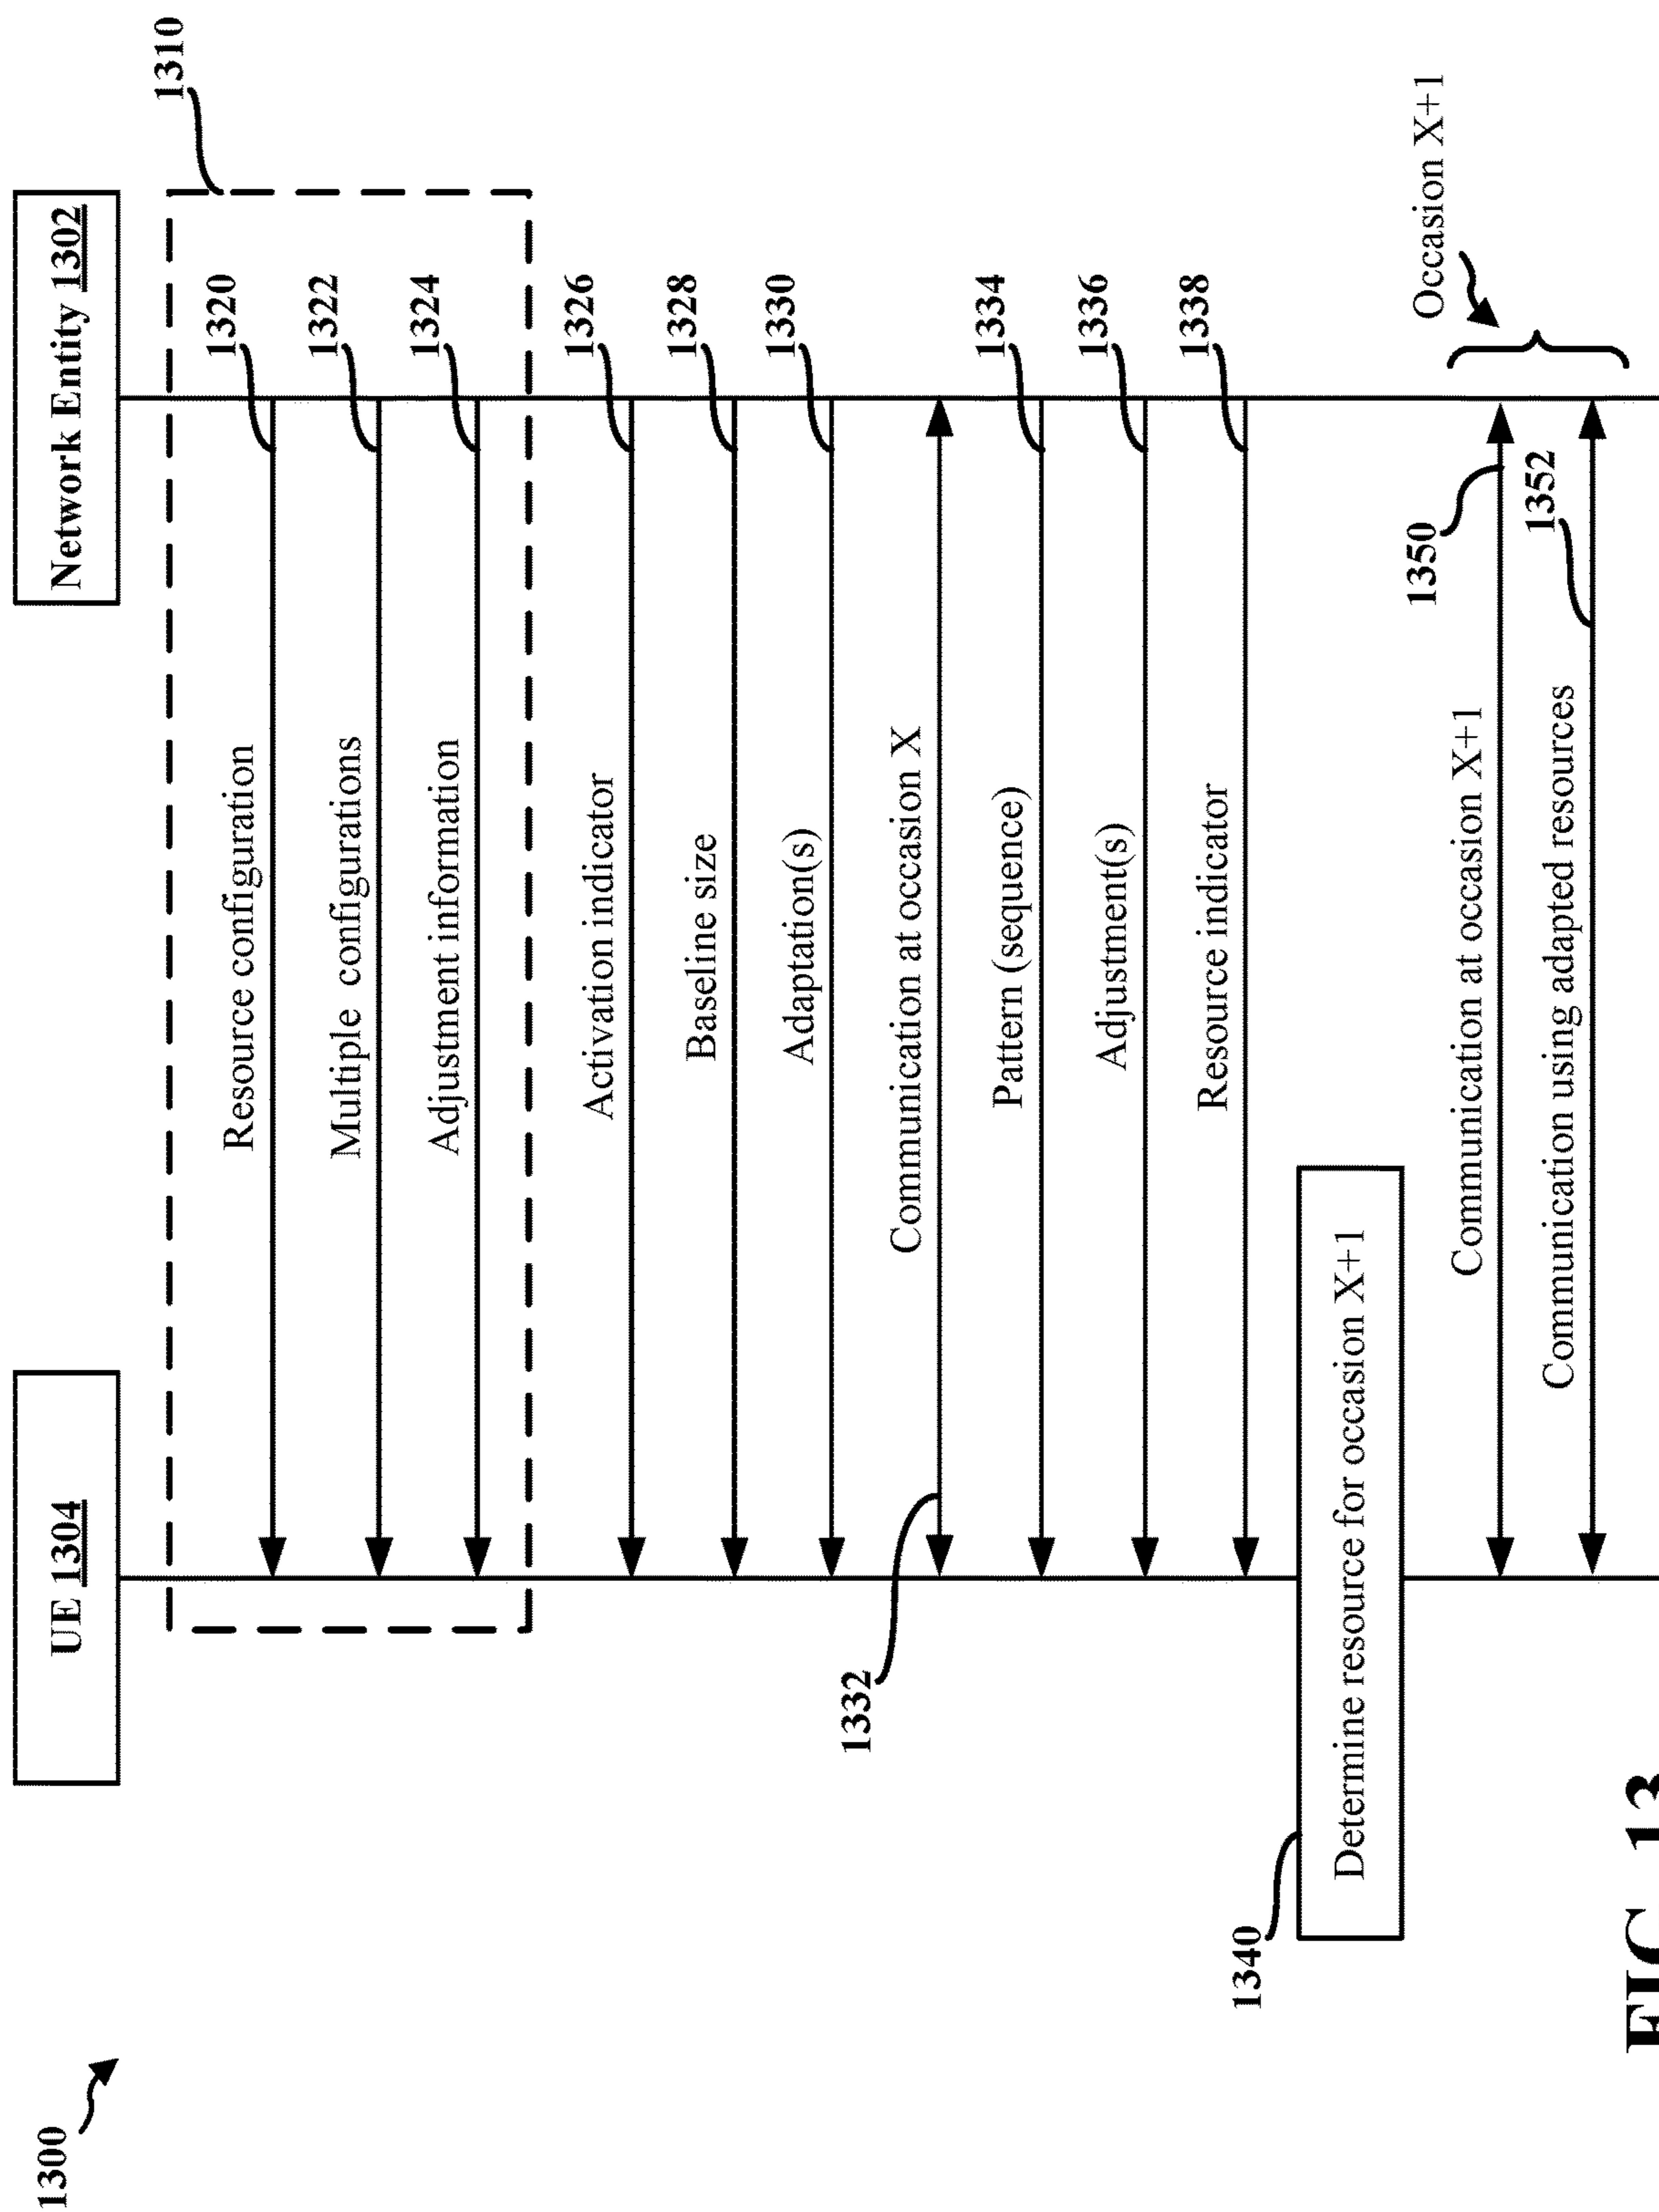 1300
UE 1304
Network Entity 1302
1310
Resource configuration
1320
Multiple configurations
1322
Adjustment information
1324
Activation indicator
1326
Baseline size
1328
Adaptation(s)
1330
Communication at occasion X
1332
Pattern (sequence)
1334
Adjustment(s)
1336
Resource indicator
1338
1340
Determine resource for occasion X+1
Communication at occasion X+1
1350
Occasion X+1
Communication using adapted resources
1352
FIG. 13